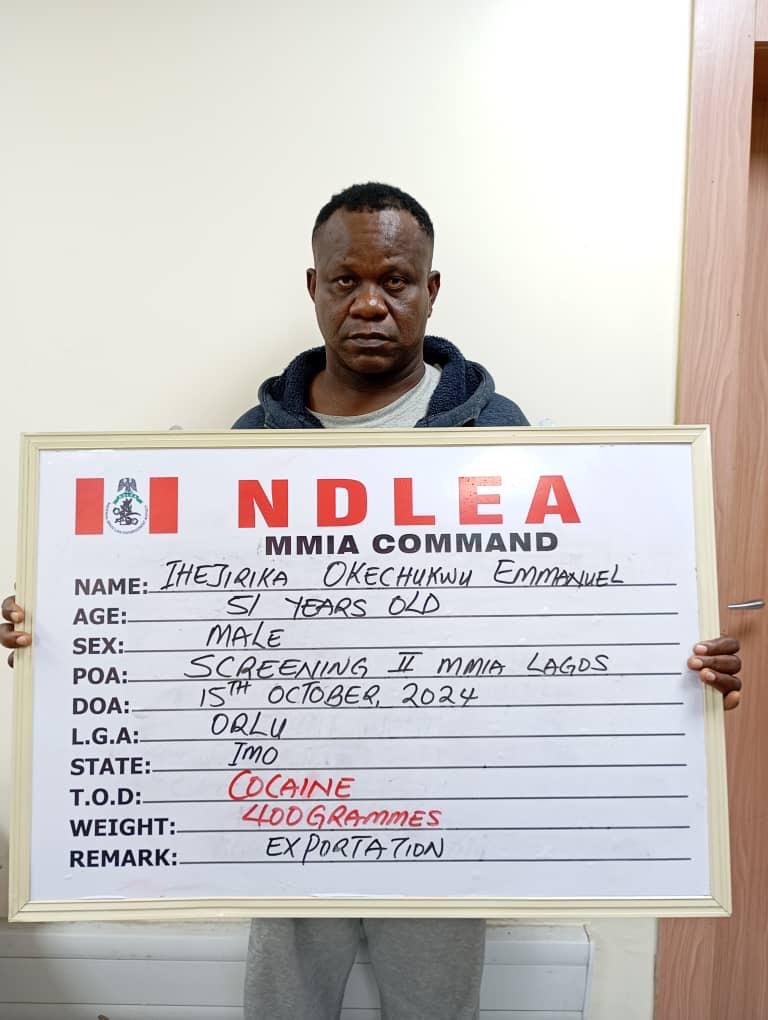 NDLEA
MMIA COMMAND
NAME: IHEJIRIKA OKECHUKWU EMMANUEL
AGE: 51 YEARS OLD
SEX: MALE
POA: SCREENING II MMIA LAGOS
DOA: 15TH OCTOBER, 2024
L.G.A: ORLU
STATE: IMO
T.O.D: COCAINE
WEIGHT: 400GRAMMES
REMARK: EXPORTATION